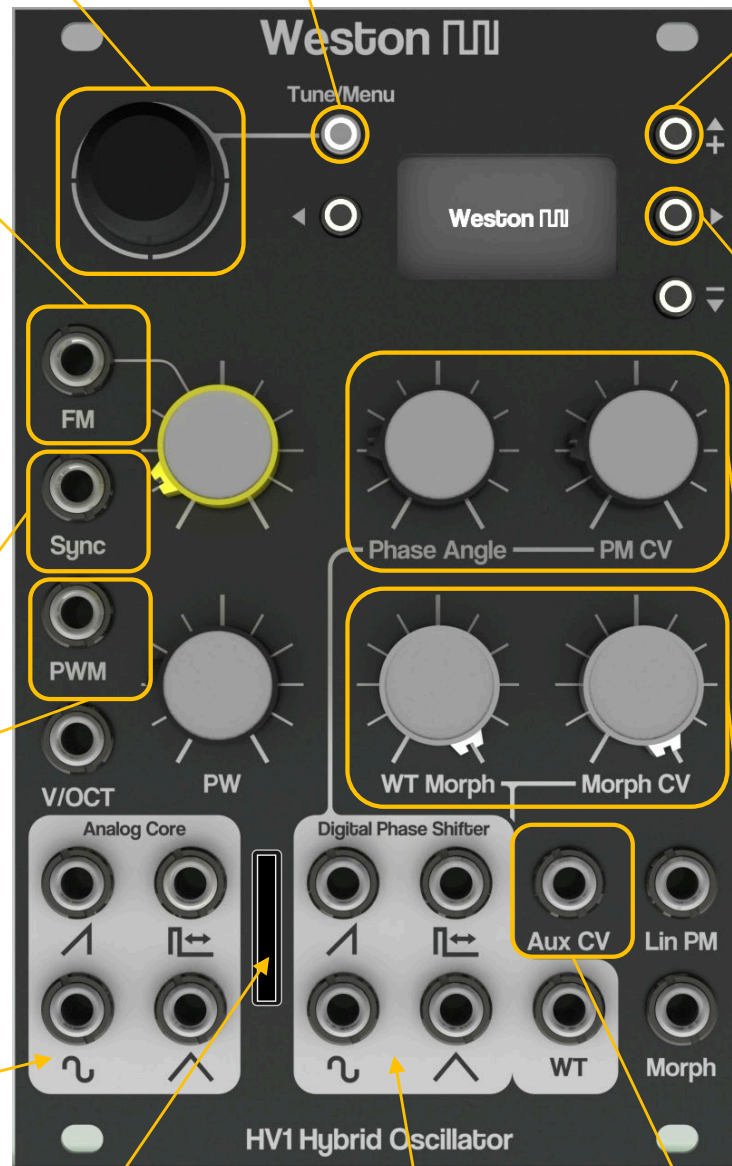 Weston
Tune/Menu
Weston
FM
Sync
Phase Angle
PM CV
PWM
V/OCT
PW
WT Morph
Morph CV
Analog Core
Digital Phase Shifter
Aux CV
Lin PM
WT
Morph
HV1 Hybrid Oscillator